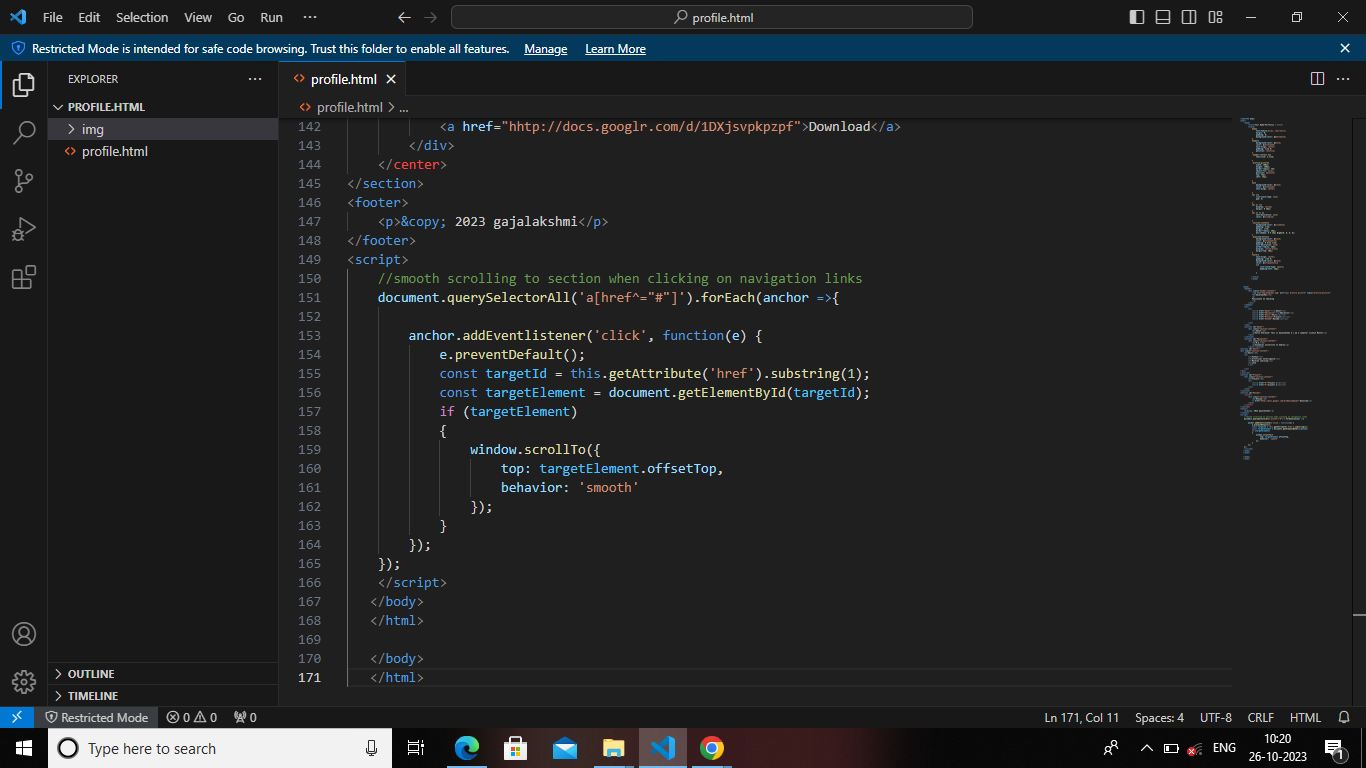 File Edit Selection View Go Run ··· profile.html
Restricted Mode is intended for safe code browsing. Trust this folder to enable all features. Manage Learn More
EXPLORER ···
profile.html
PROFILE.HTML
profile.html > ...
img
profile.html
142 <a href="hhtp://docs.googlr.com/d/1DXjsvpkpzpf">Download</a>
143 </div>
144 </center>
145 </section>
146 <footer>
147 <p>&copy; 2023 gajalakshmi</p>
148 </footer>
149 <script>
150 //smooth scrolling to section when clicking on navigation links
151 document.querySelectorAll('a[href^="#"]').forEach(anchor =>{
152
153 anchor.addEventlistener('click', function(e) {
154 e.preventDefault();
155 const targetId = this.getAttribute('href').substring(1);
156 const targetElement = document.getElementById(targetId);
157 if (targetElement)
158 {
159 window.scrollTo({
160 top: targetElement.offsetTop,
161 behavior: 'smooth'
162 });
163 }
164 });
165 });
166 </script>
167 </body>
168 </html>
169
170 </body>
171 </html>
OUTLINE
TIMELINE
Restricted Mode 0 0 0 Ln 171, Col 11 Spaces: 4 UTF-8 CRLF HTML
Type here to search ENG 10:20
26-10-2023 1